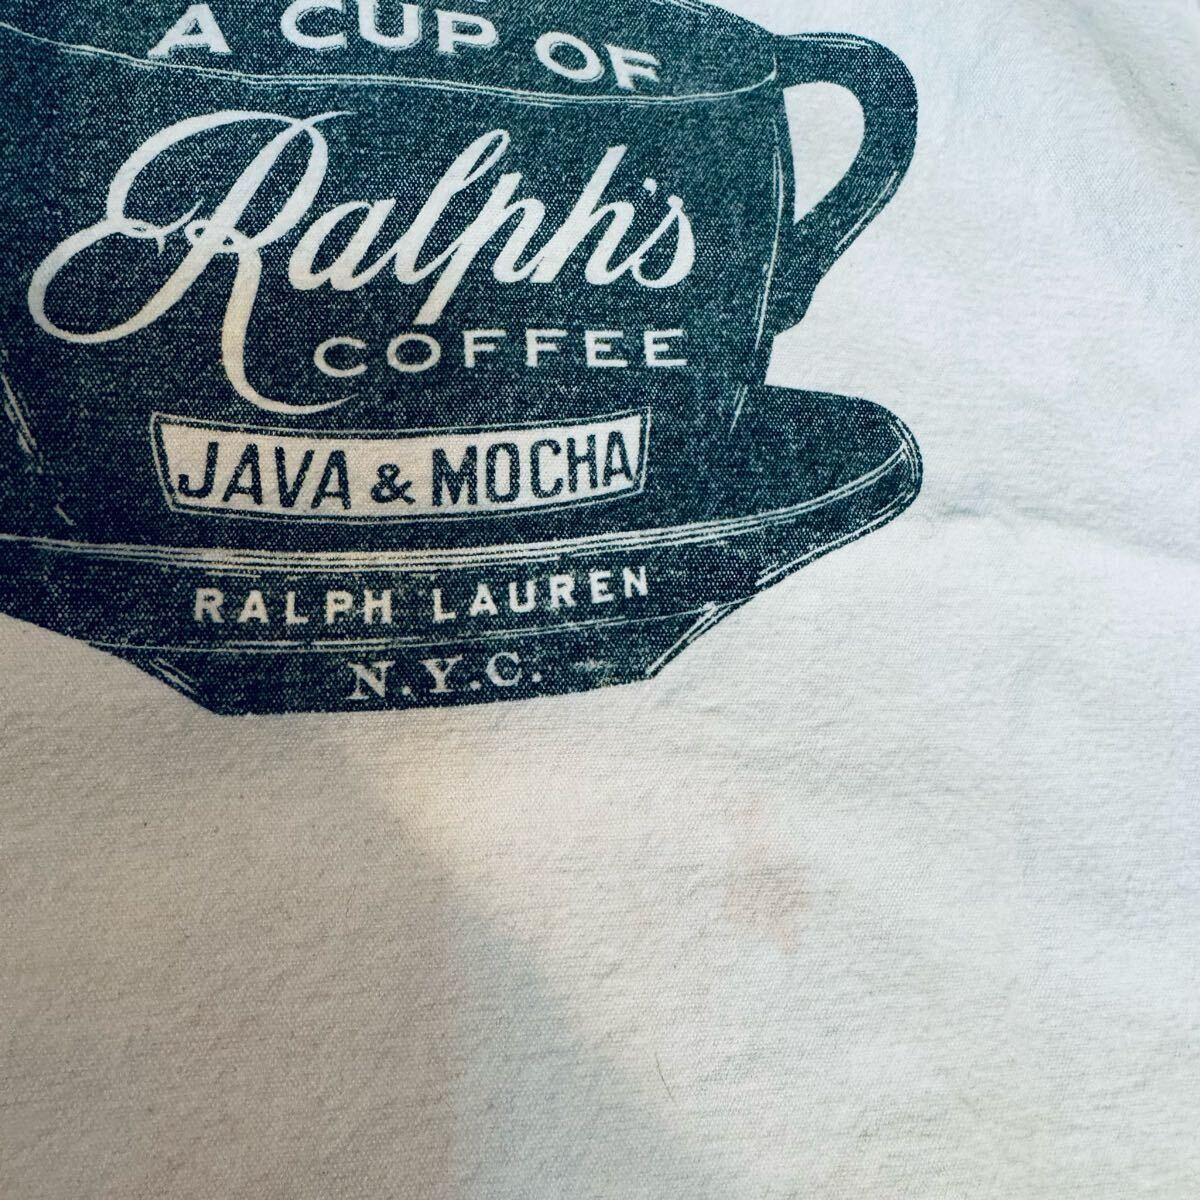 A CUP OF
Ralph's
COFFEE
JAVA & MOCHA
RALPH LAUREN
N.Y.C.